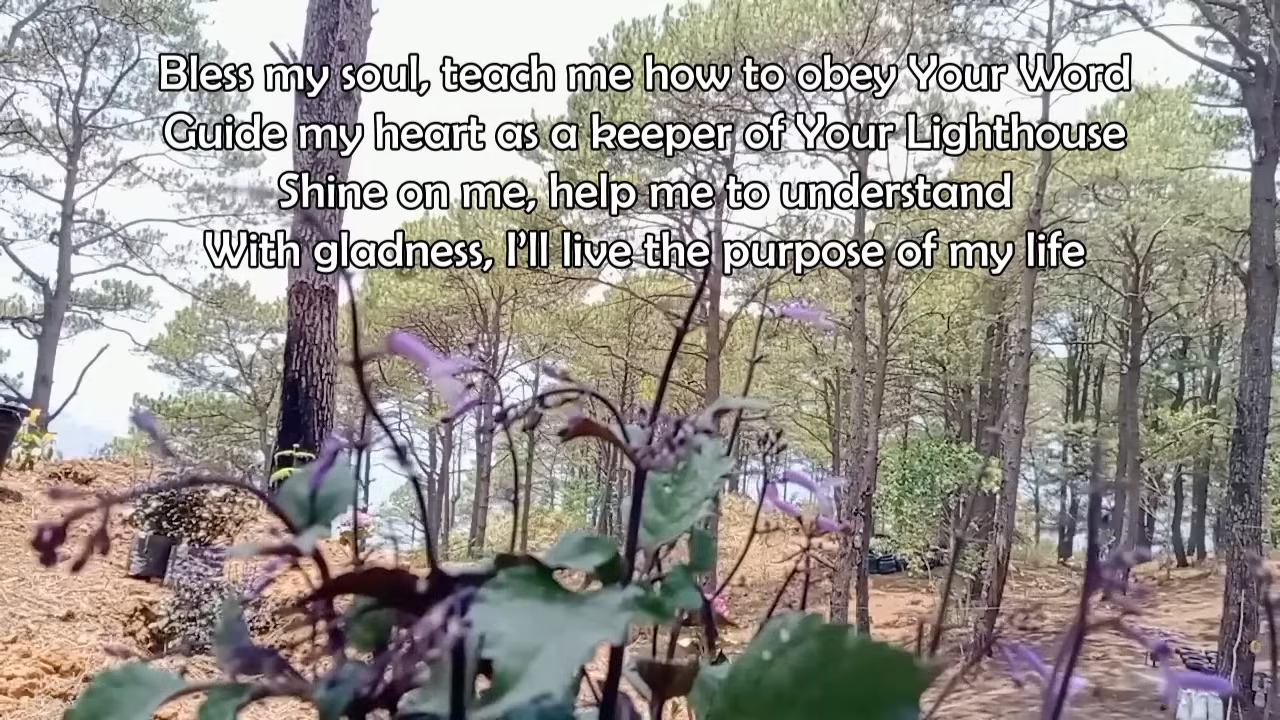 Bless my soul, teach me how to obey Your Word
Guide my heart as a keeper of Your Lighthouse
Shine on me, help me to understand
With gladness, I'll live the purpose of my life